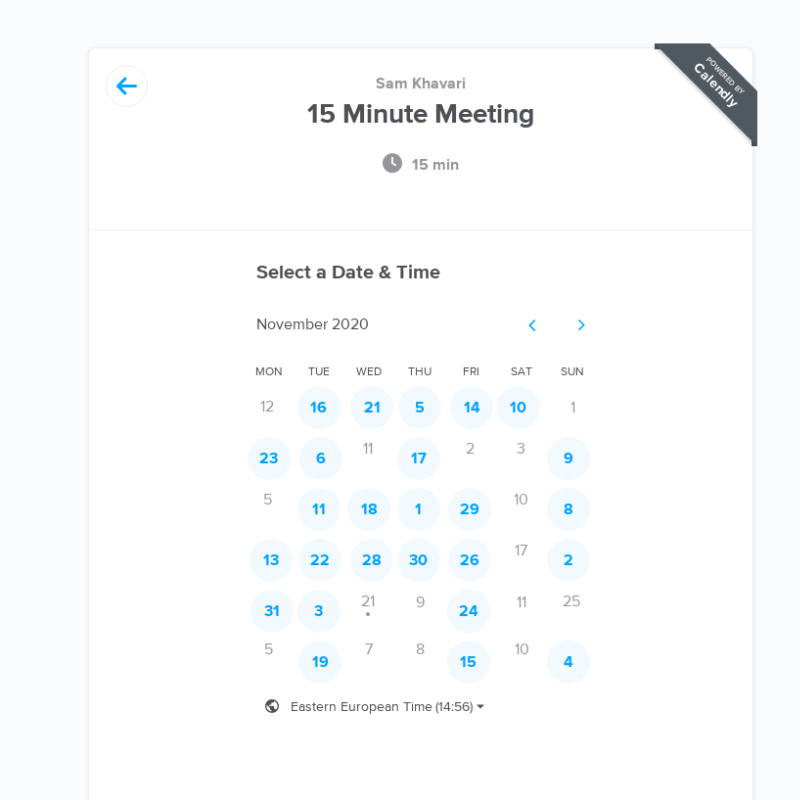 POWERED BY
Calendly
Sam Khavari
15 Minute Meeting
15 min
Select a Date & Time
November 2020
MON TUE WED THU FRI SAT SUN
12 16 21 5 14 10 1
23 6 11 17 2 3 9
5 11 18 1 29 10 8
13 22 28 30 26 17 2
31 3 21 9 24 11 25
5 19 7 8 15 10 4
Eastern European Time (14:56)